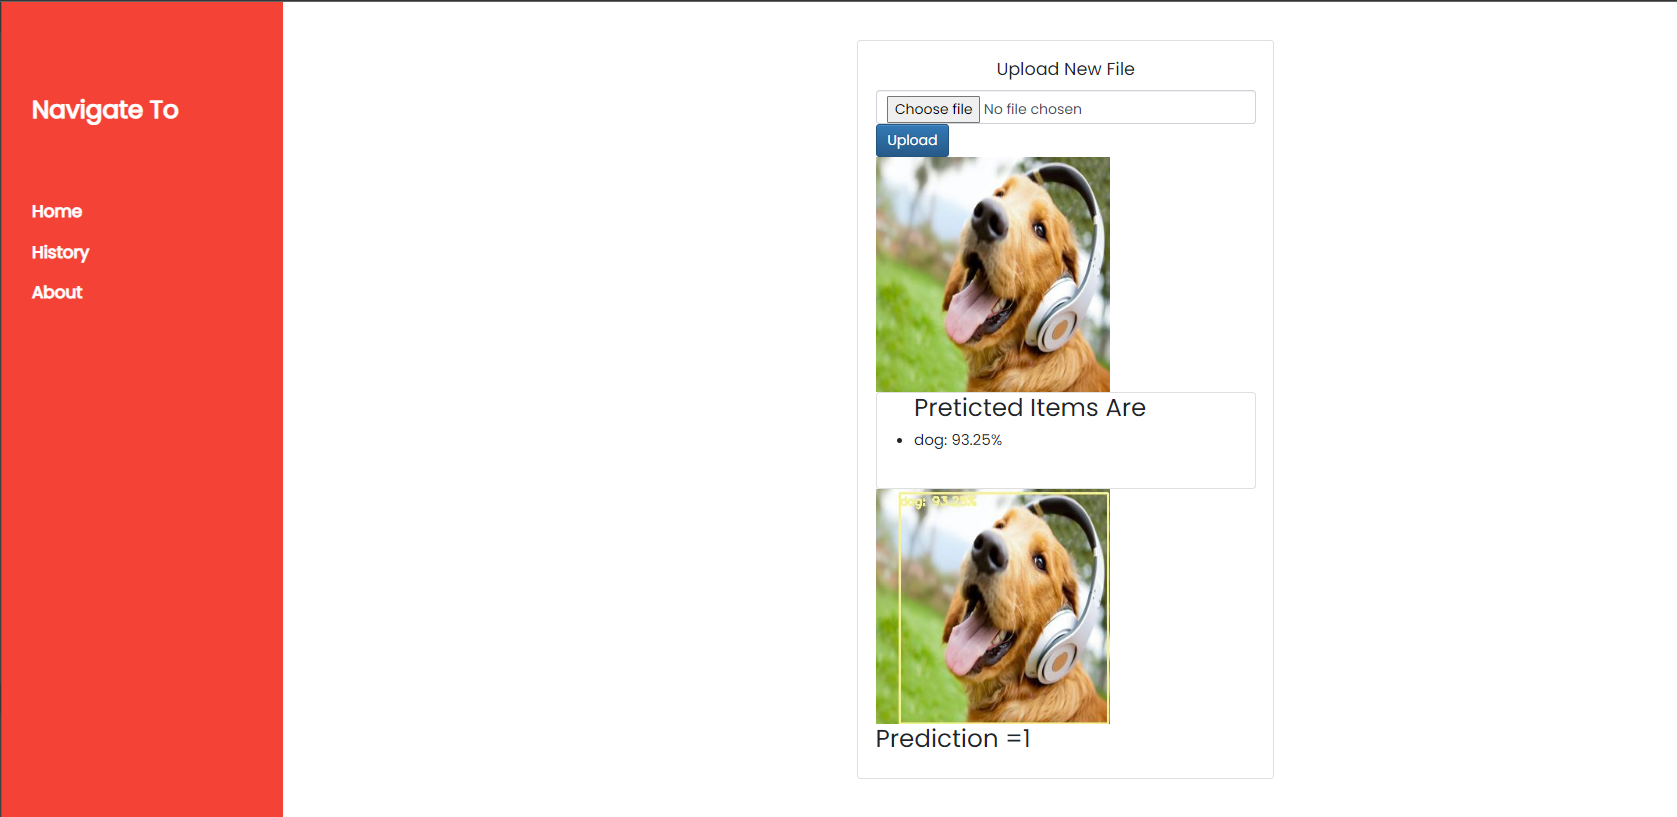 Navigate To
Home
History
About
Upload New File
Choose file No file chosen
Upload
Preticted Items Are
dog: 93.25%
dog: 93.25%
Prediction =1